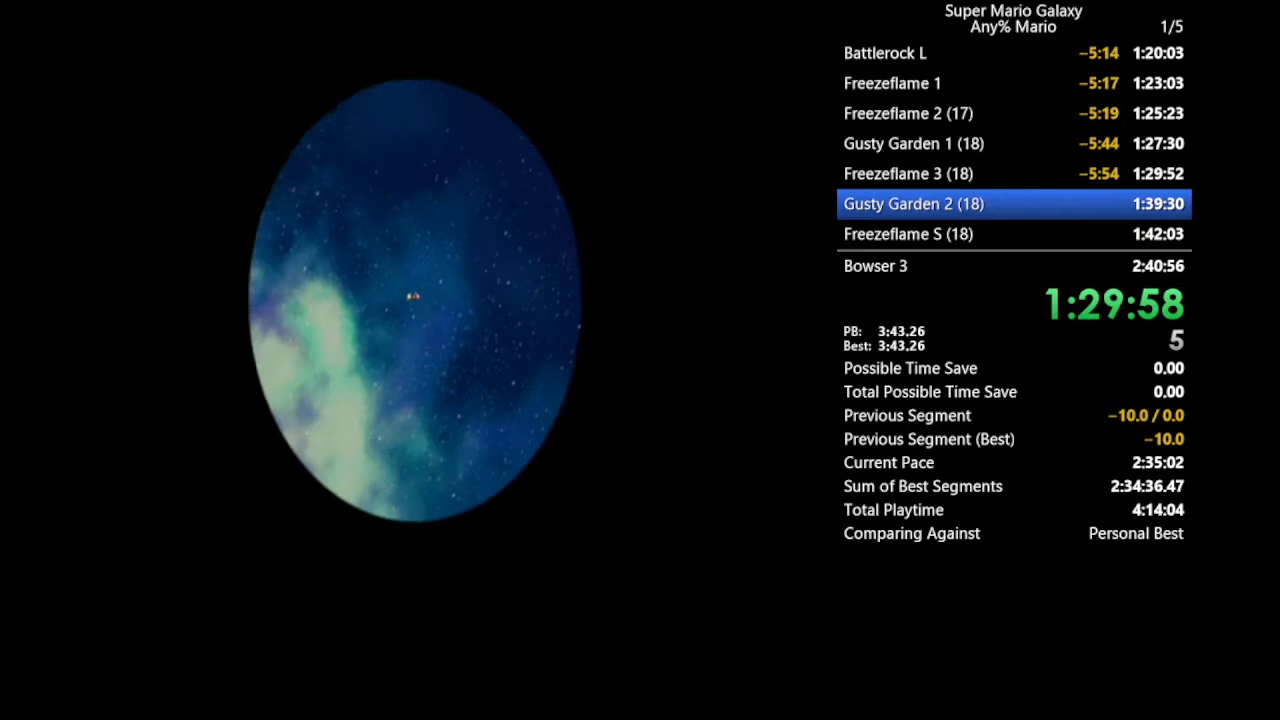 Super Mario Galaxy
Any% Mario 1/5
Battlerock L −5:14 1:20:03
Freezeflame 1 −5:17 1:23:03
Freezeflame 2 (17) −5:19 1:25:23
Gusty Garden 1 (18) −5:44 1:27:30
Freezeflame 3 (18) −5:54 1:29:52
Gusty Garden 2 (18) 1:39:30
Freezeflame S (18) 1:42:03
Bowser 3 2:40:56
1:29:58
PB: 3:43.26
Best: 3:43.26
5
Possible Time Save 0.00
Total Possible Time Save 0.00
Previous Segment −10.0 / 0.0
Previous Segment (Best) −10.0
Current Pace 2:35:02
Sum of Best Segments 2:34:36.47
Total Playtime 4:14:04
Comparing Against Personal Best